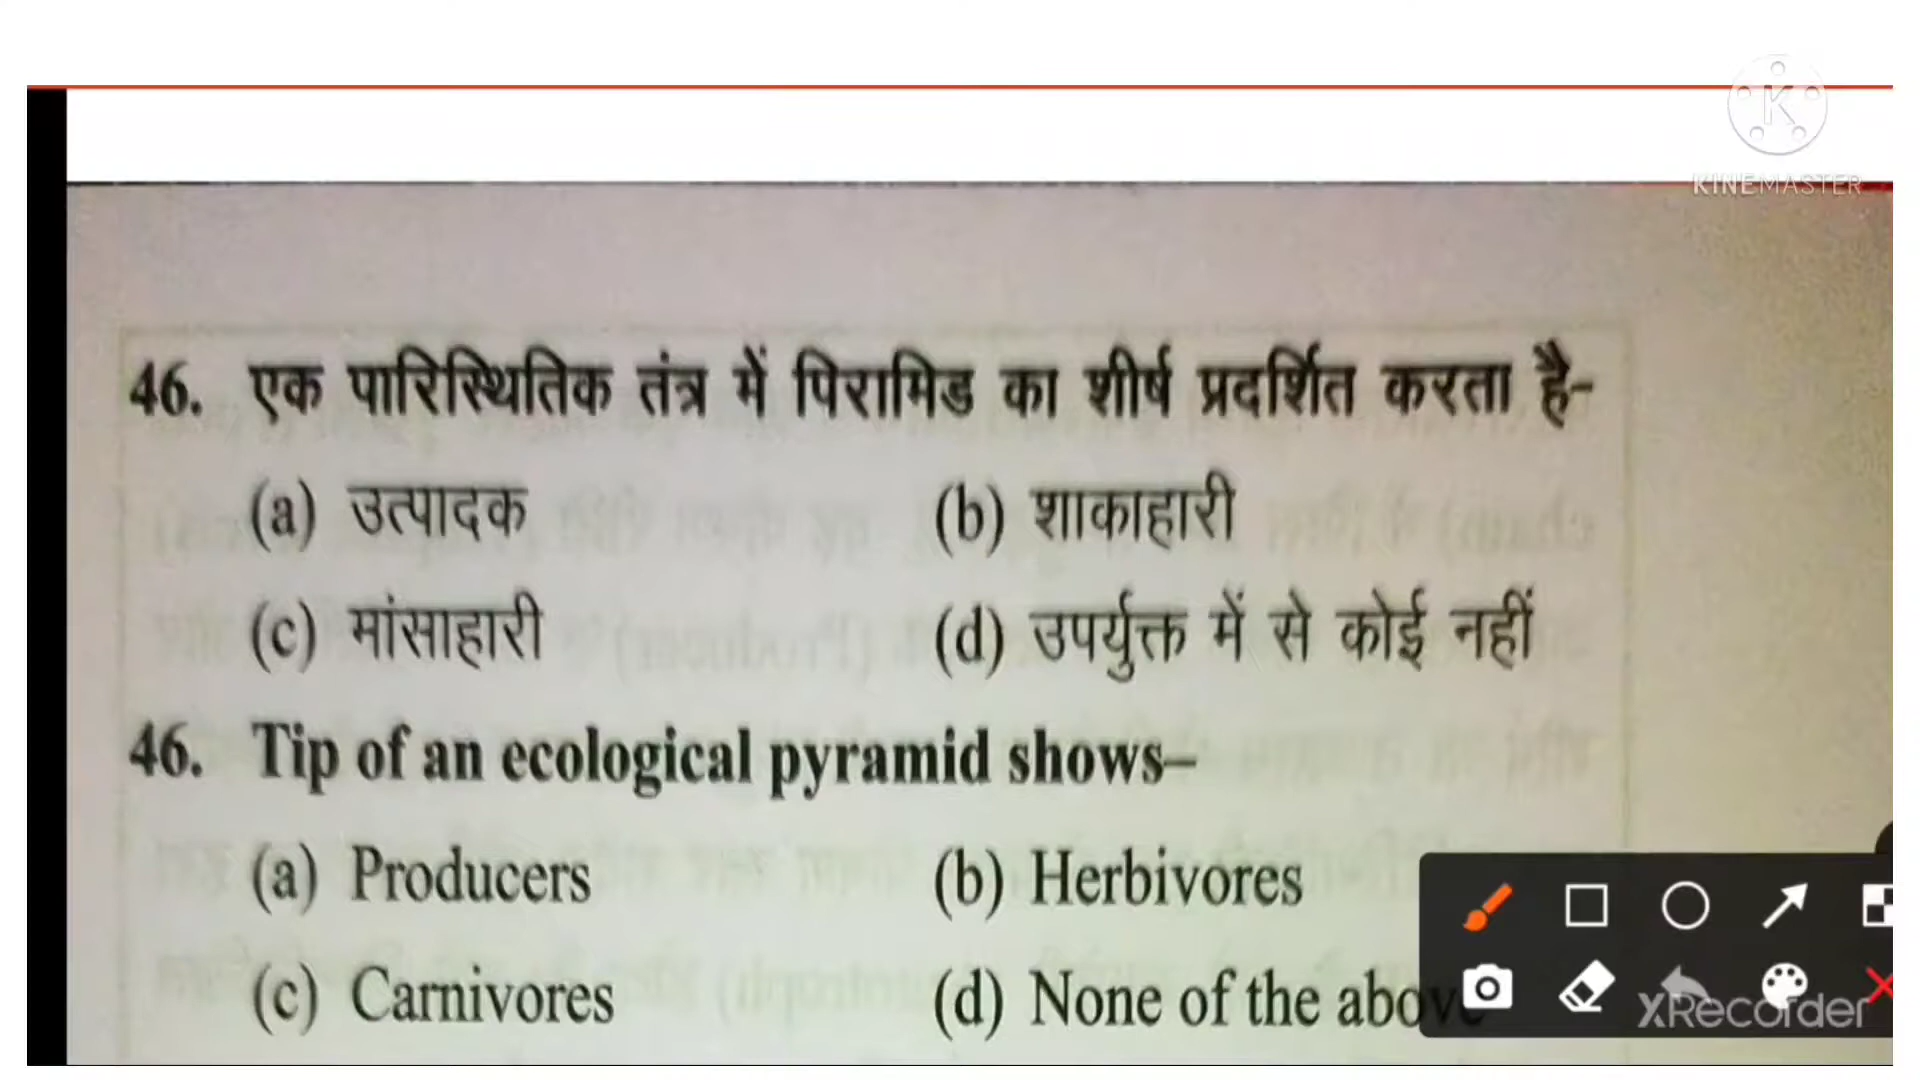 KINEMASTER
46. एक पारिस्थितिक तंत्र में पिरामिड का शीर्ष प्रदर्शित करता है-
(a) उत्पादक (b) शाकाहारी
(c) मांसाहारी (d) उपर्युक्त में से कोई नहीं
46. Tip of an ecological pyramid shows–
(a) Producers (b) Herbivores
(c) Carnivores (d) None of the above
XRecorder